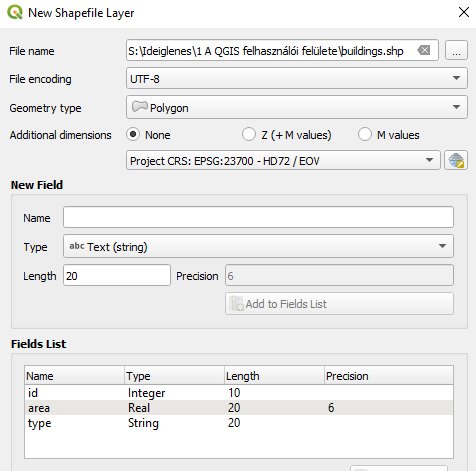 New Shapefile Layer
File name S:\Ideiglenes\1 A QGIS felhasználói felülete\buildings.shp ...
File encoding UTF-8
Geometry type Polygon
Additional dimensions None Z (+ M values) M values
Project CRS: EPSG:23700 - HD72 / EOV
New Field
Name
Type abc Text (string)
Length 20 Precision 6
Add to Fields List
Fields List
Name Type Length Precision
id Integer 10
area Real 20 6
type String 20